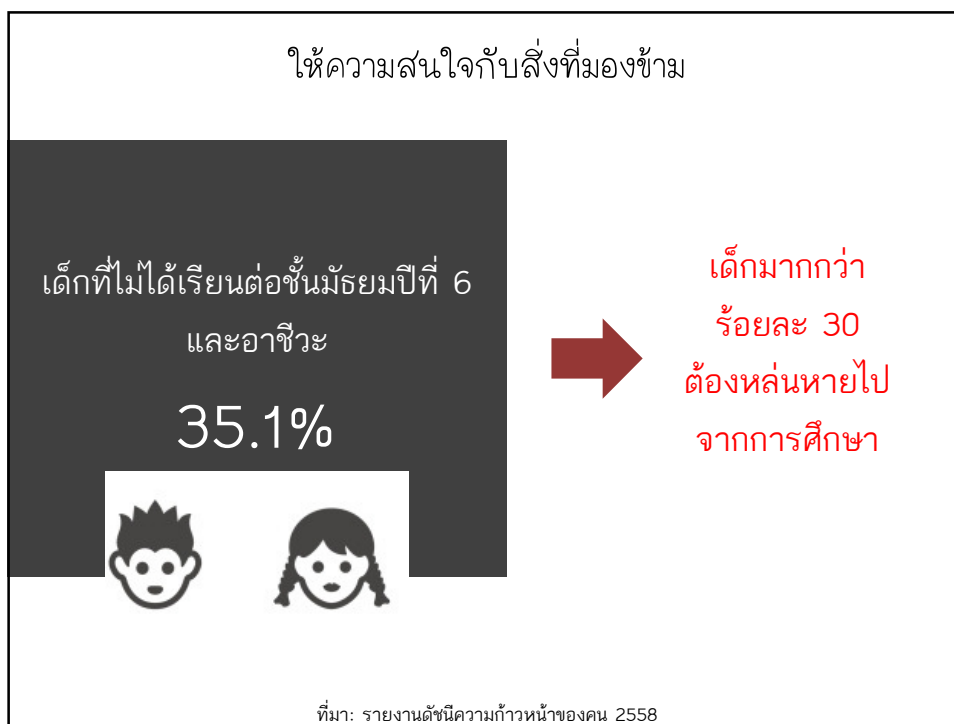 ให้ความสนใจกับสิ่งที่มองข้าม
เด็กที่ไม่ได้เรียนต่อชั้นมัธยมปีที่ 6
และอาชีวะ
35.1%
เด็กมากกว่า
ร้อยละ 30
ต้องหล่นหายไป
จากการศึกษา
ที่มา: รายงานดัชนีความก้าวหน้าของคน 2558